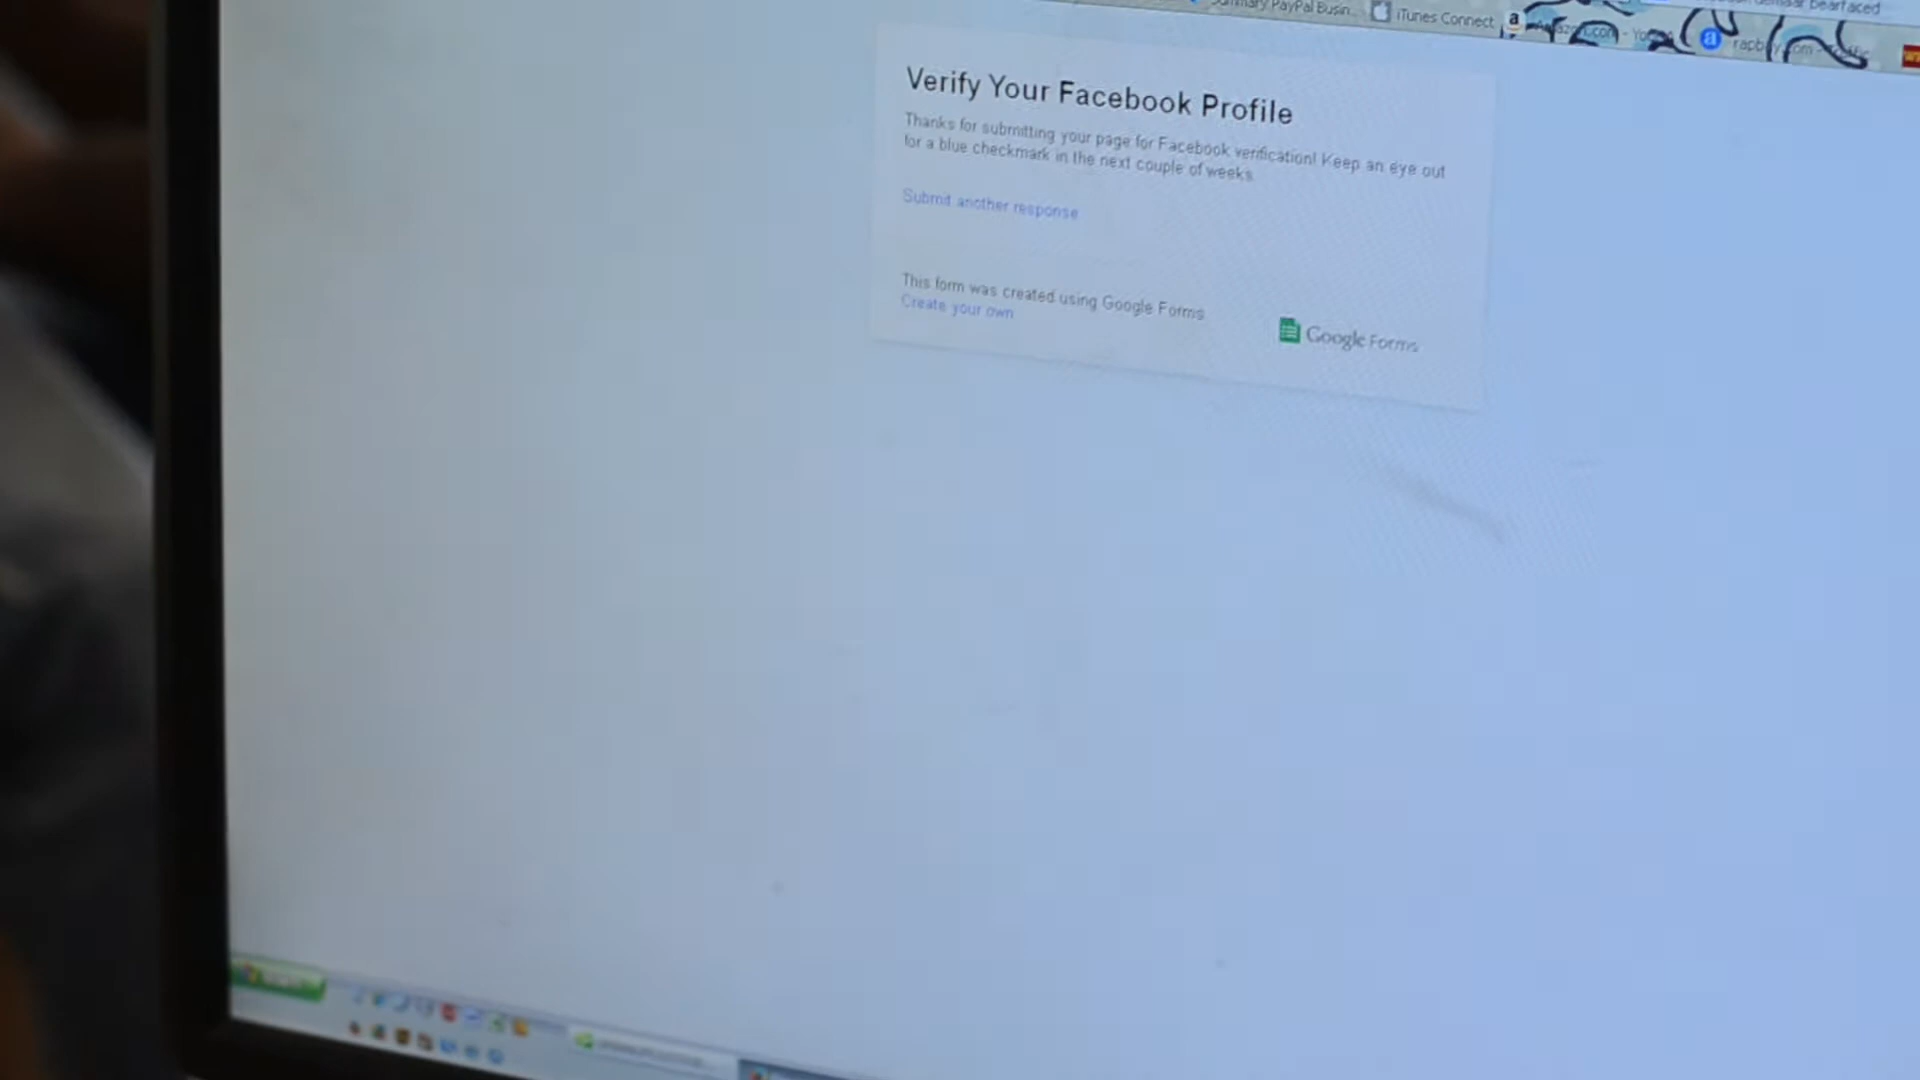 PayPal Busin...
iTunes Connect
Verify Your Facebook Profile
Thanks for submitting your page for Facebook verification! Keep an eye out
for a blue checkmark in the next couple of weeks.
Submit another response
This form was created using Google Forms.
Create your own
Google Forms